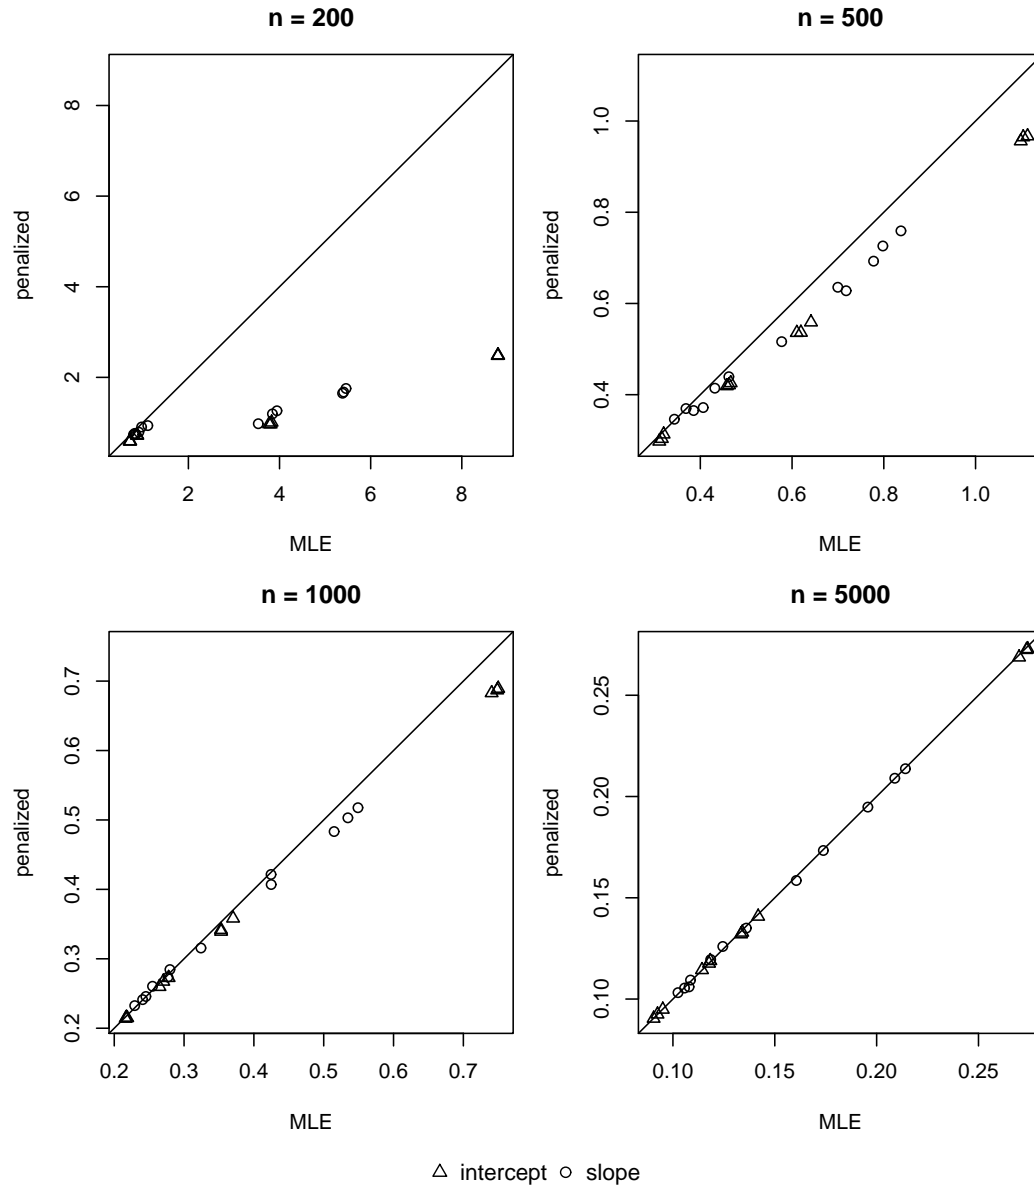 n = 200
8
6
4
2
penalized
2 4 6 8
MLE
n = 500
1.0
0.8
0.6
0.4
penalized
0.4 0.6 0.8 1.0
MLE
n = 1000
0.7
0.6
0.5
0.4
0.3
0.2
penalized
0.2 0.3 0.4 0.5 0.6 0.7
MLE
n = 5000
0.25
0.20
0.15
0.10
penalized
0.10 0.15 0.20 0.25
MLE
intercept slope